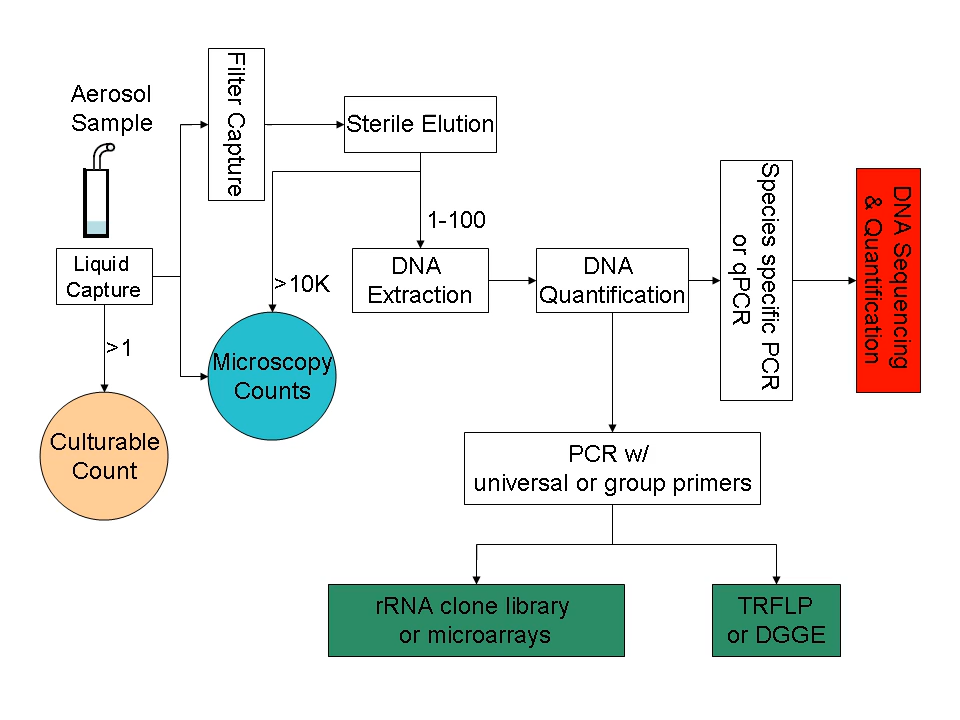 Aerosol
Sample
Filter Capture
Sterile Elution
Liquid
Capture
>1
Culturable
Count
>10K
Microscopy
Counts
1-100
DNA
Extraction
DNA
Quantification
Species specific PCR
or qPCR
DNA Sequencing
& Quantification
PCR w/
universal or group primers
rRNA clone library
or microarrays
TRFLP
or DGGE